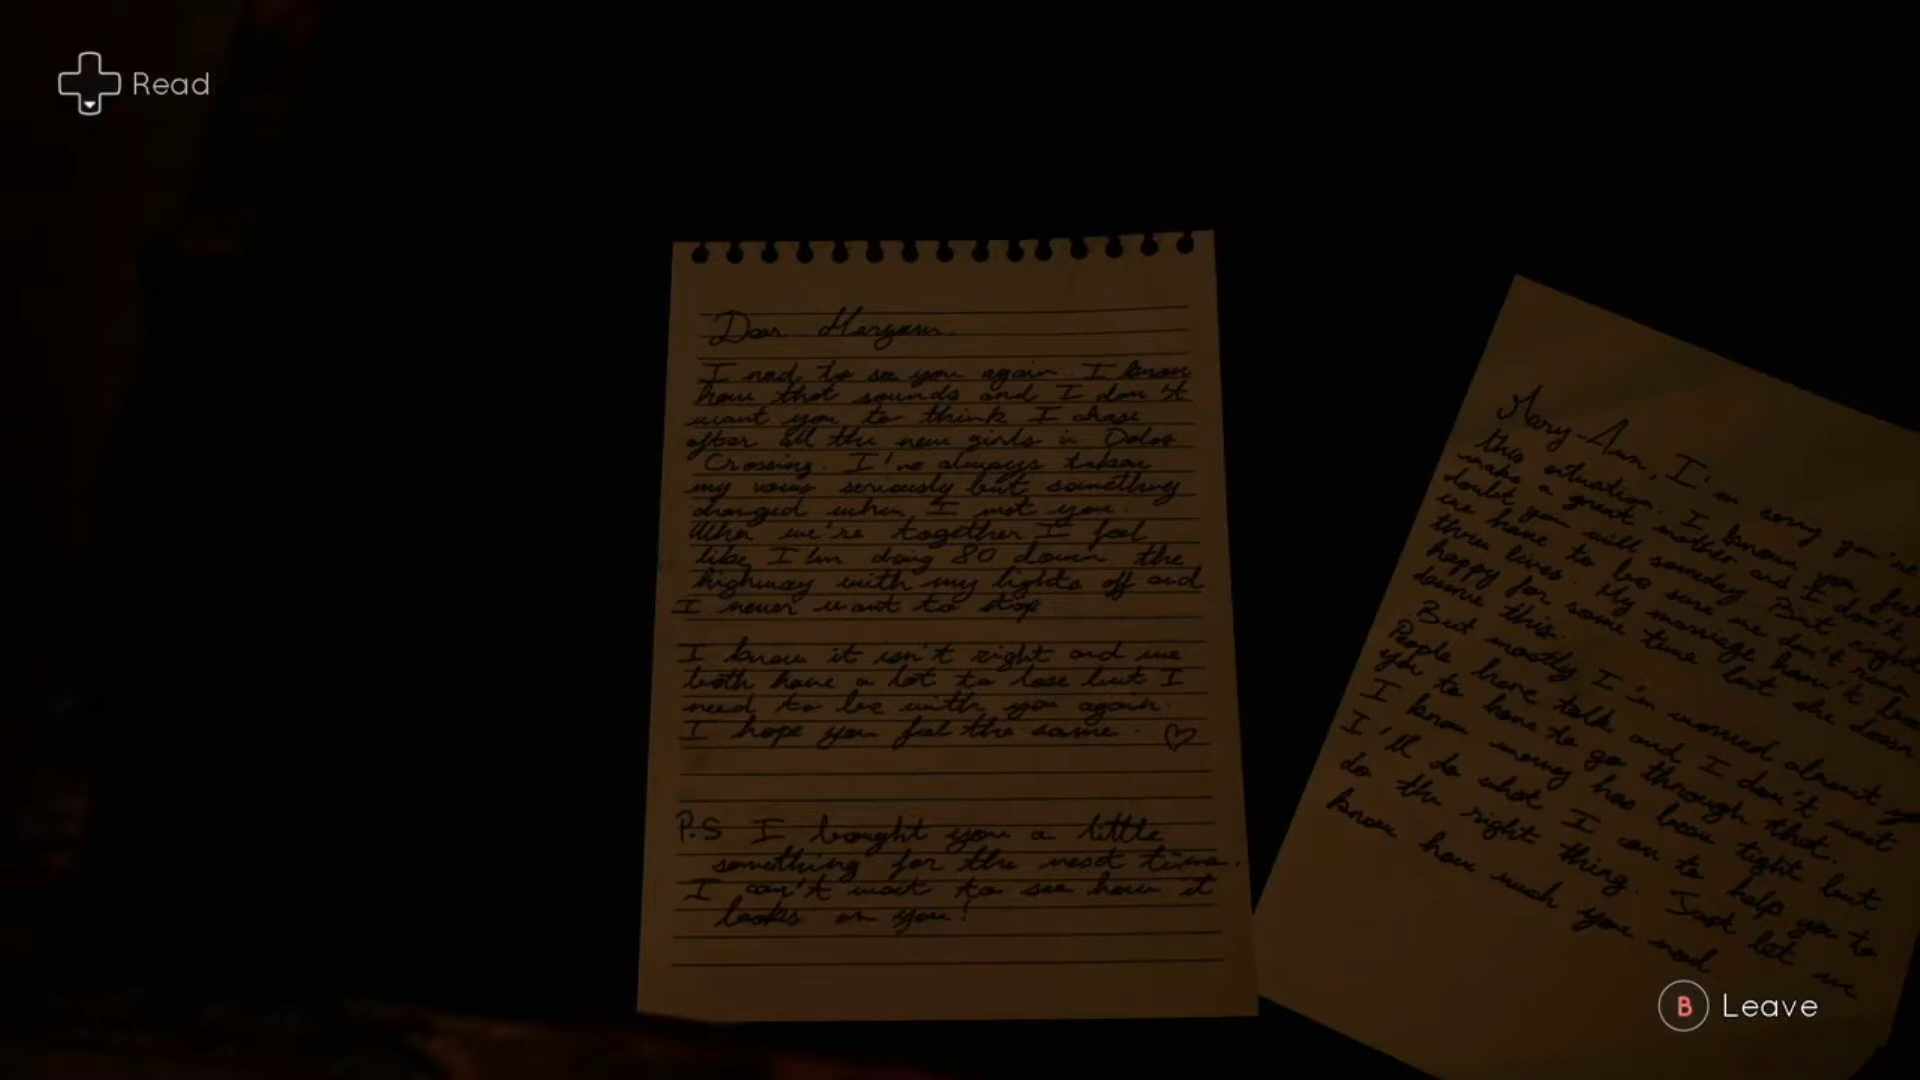 Read
Dear Maryann.
I need to see you again. I know
how that sounds and I don't
want you to think I chase
after all the new girls in Delos
Crossing. I've always taken
my vows seriously but something
changed when I met you.
When we're together I feel
like I'm doing 80 down the
highway with my lights off and
I never want to stop.
I know it isn't right and we
both have a lot to lose but I
need to be with you again.
I hope you feel the same. ♡
P.S I bought you a little
something for the next time.
I can't wait to see how it
looks on you!
Mary-Ann, I'm sorry you're
this situation. I know you feel
make a great mother and I don't
doubt you will someday. But right
we have to be sure we don't ruin
three lives. My marriage hasn't been
happy for some time but she doesn
deserve this.
But mostly I'm worried about yo
People here talk and I don't want
you to have to go through that.
I know money has been tight but
I'll do what I can to help you to
do the right thing. Just let me
know how much you need
B Leave